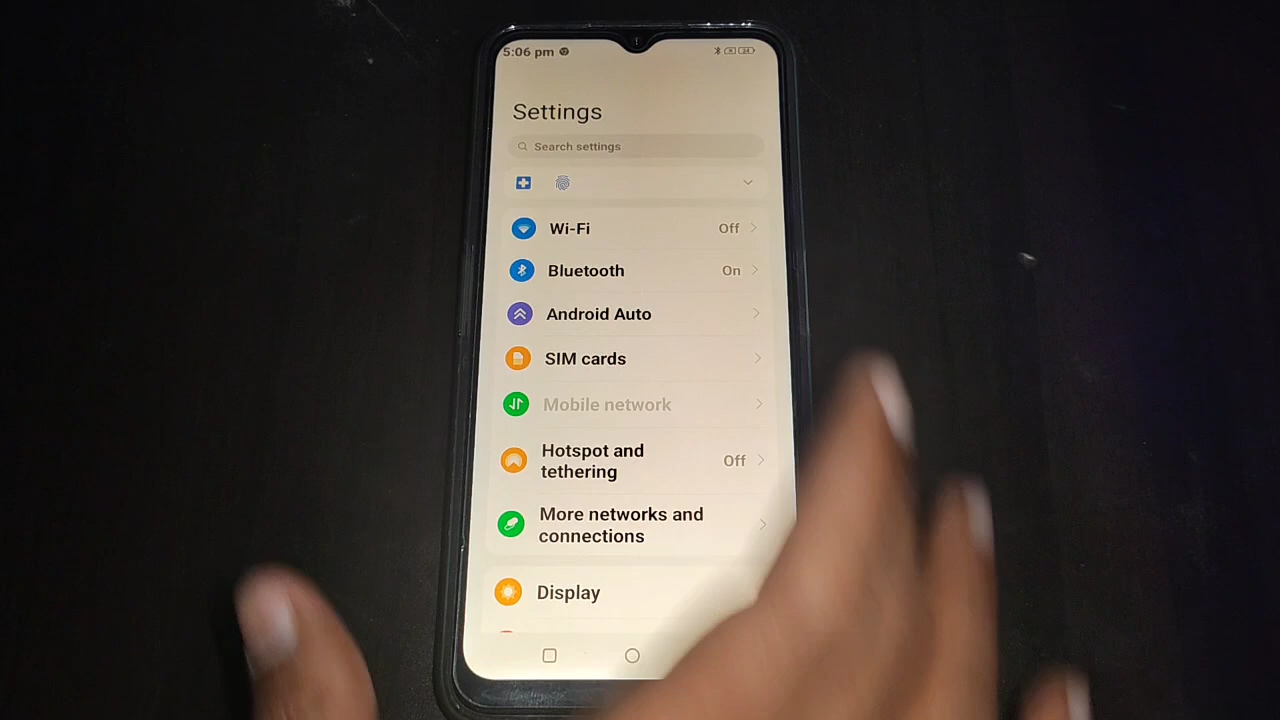 5:06 pm
24
Settings
Search settings
Wi-Fi Off
Bluetooth On
Android Auto
SIM cards
Mobile network
Hotspot and
tethering Off
More networks and
connections
Display